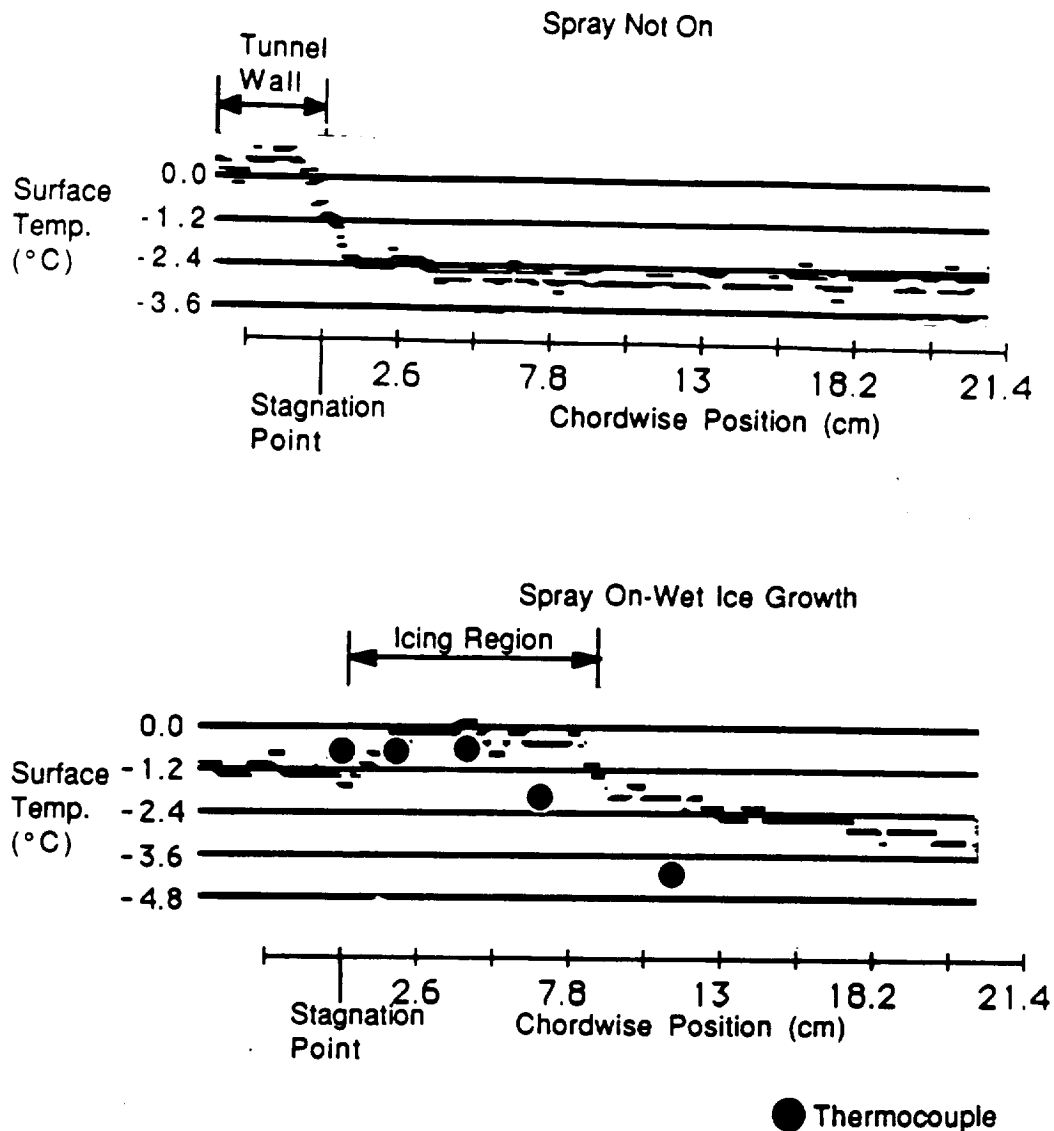 Spray Not On
Tunnel
Wall
Surface
Temp.
(°C)
0.0
-1.2
-2.4
-3.6
2.6 7.8 13 18.2 21.4
Stagnation
Point
Chordwise Position (cm)
Spray On-Wet Ice Growth
Icing Region
Surface
Temp.
(°C)
0.0
-1.2
-2.4
-3.6
-4.8
2.6 7.8 13 18.2 21.4
Stagnation
Point
Chordwise Position (cm)
Thermocouple